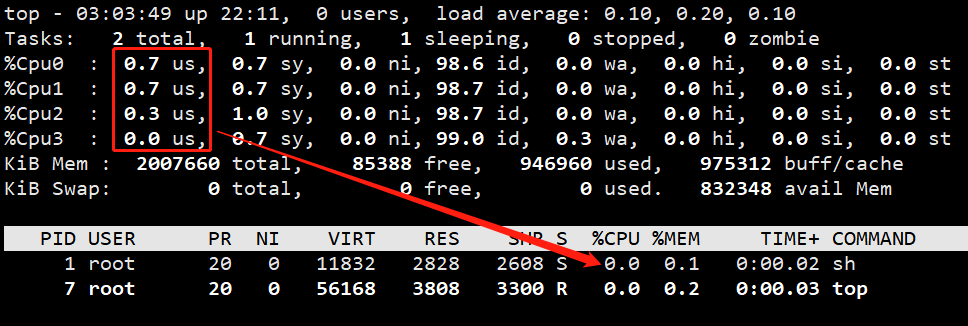 top - 03:03:49 up 22:11,  0 users,  load average: 0.10, 0.20, 0.10
Tasks:   2 total,   1 running,   1 sleeping,   0 stopped,   0 zombie
%Cpu0  :  0.7 us,  0.7 sy,  0.0 ni, 98.6 id,  0.0 wa,  0.0 hi,  0.0 si,  0.0 st
%Cpu1  :  0.7 us,  0.7 sy,  0.0 ni, 98.7 id,  0.0 wa,  0.0 hi,  0.0 si,  0.0 st
%Cpu2  :  0.3 us,  1.0 sy,  0.0 ni, 98.7 id,  0.0 wa,  0.0 hi,  0.0 si,  0.0 st
%Cpu3  :  0.0 us,  0.7 sy,  0.0 ni, 99.0 id,  0.3 wa,  0.0 hi,  0.0 si,  0.0 st
KiB Mem :  2007660 total,    85388 free,   946960 used,   975312 buff/cache
KiB Swap:        0 total,        0 free,        0 used.   832348 avail Mem
PID USER      PR  NI    VIRT    RES    SHR S  %CPU %MEM     TIME+ COMMAND
1 root      20   0   11832   2828   2608 S   0.0  0.1   0:00.02 sh
7 root      20   0   56168   3808   3300 R   0.0  0.2   0:00.03 top